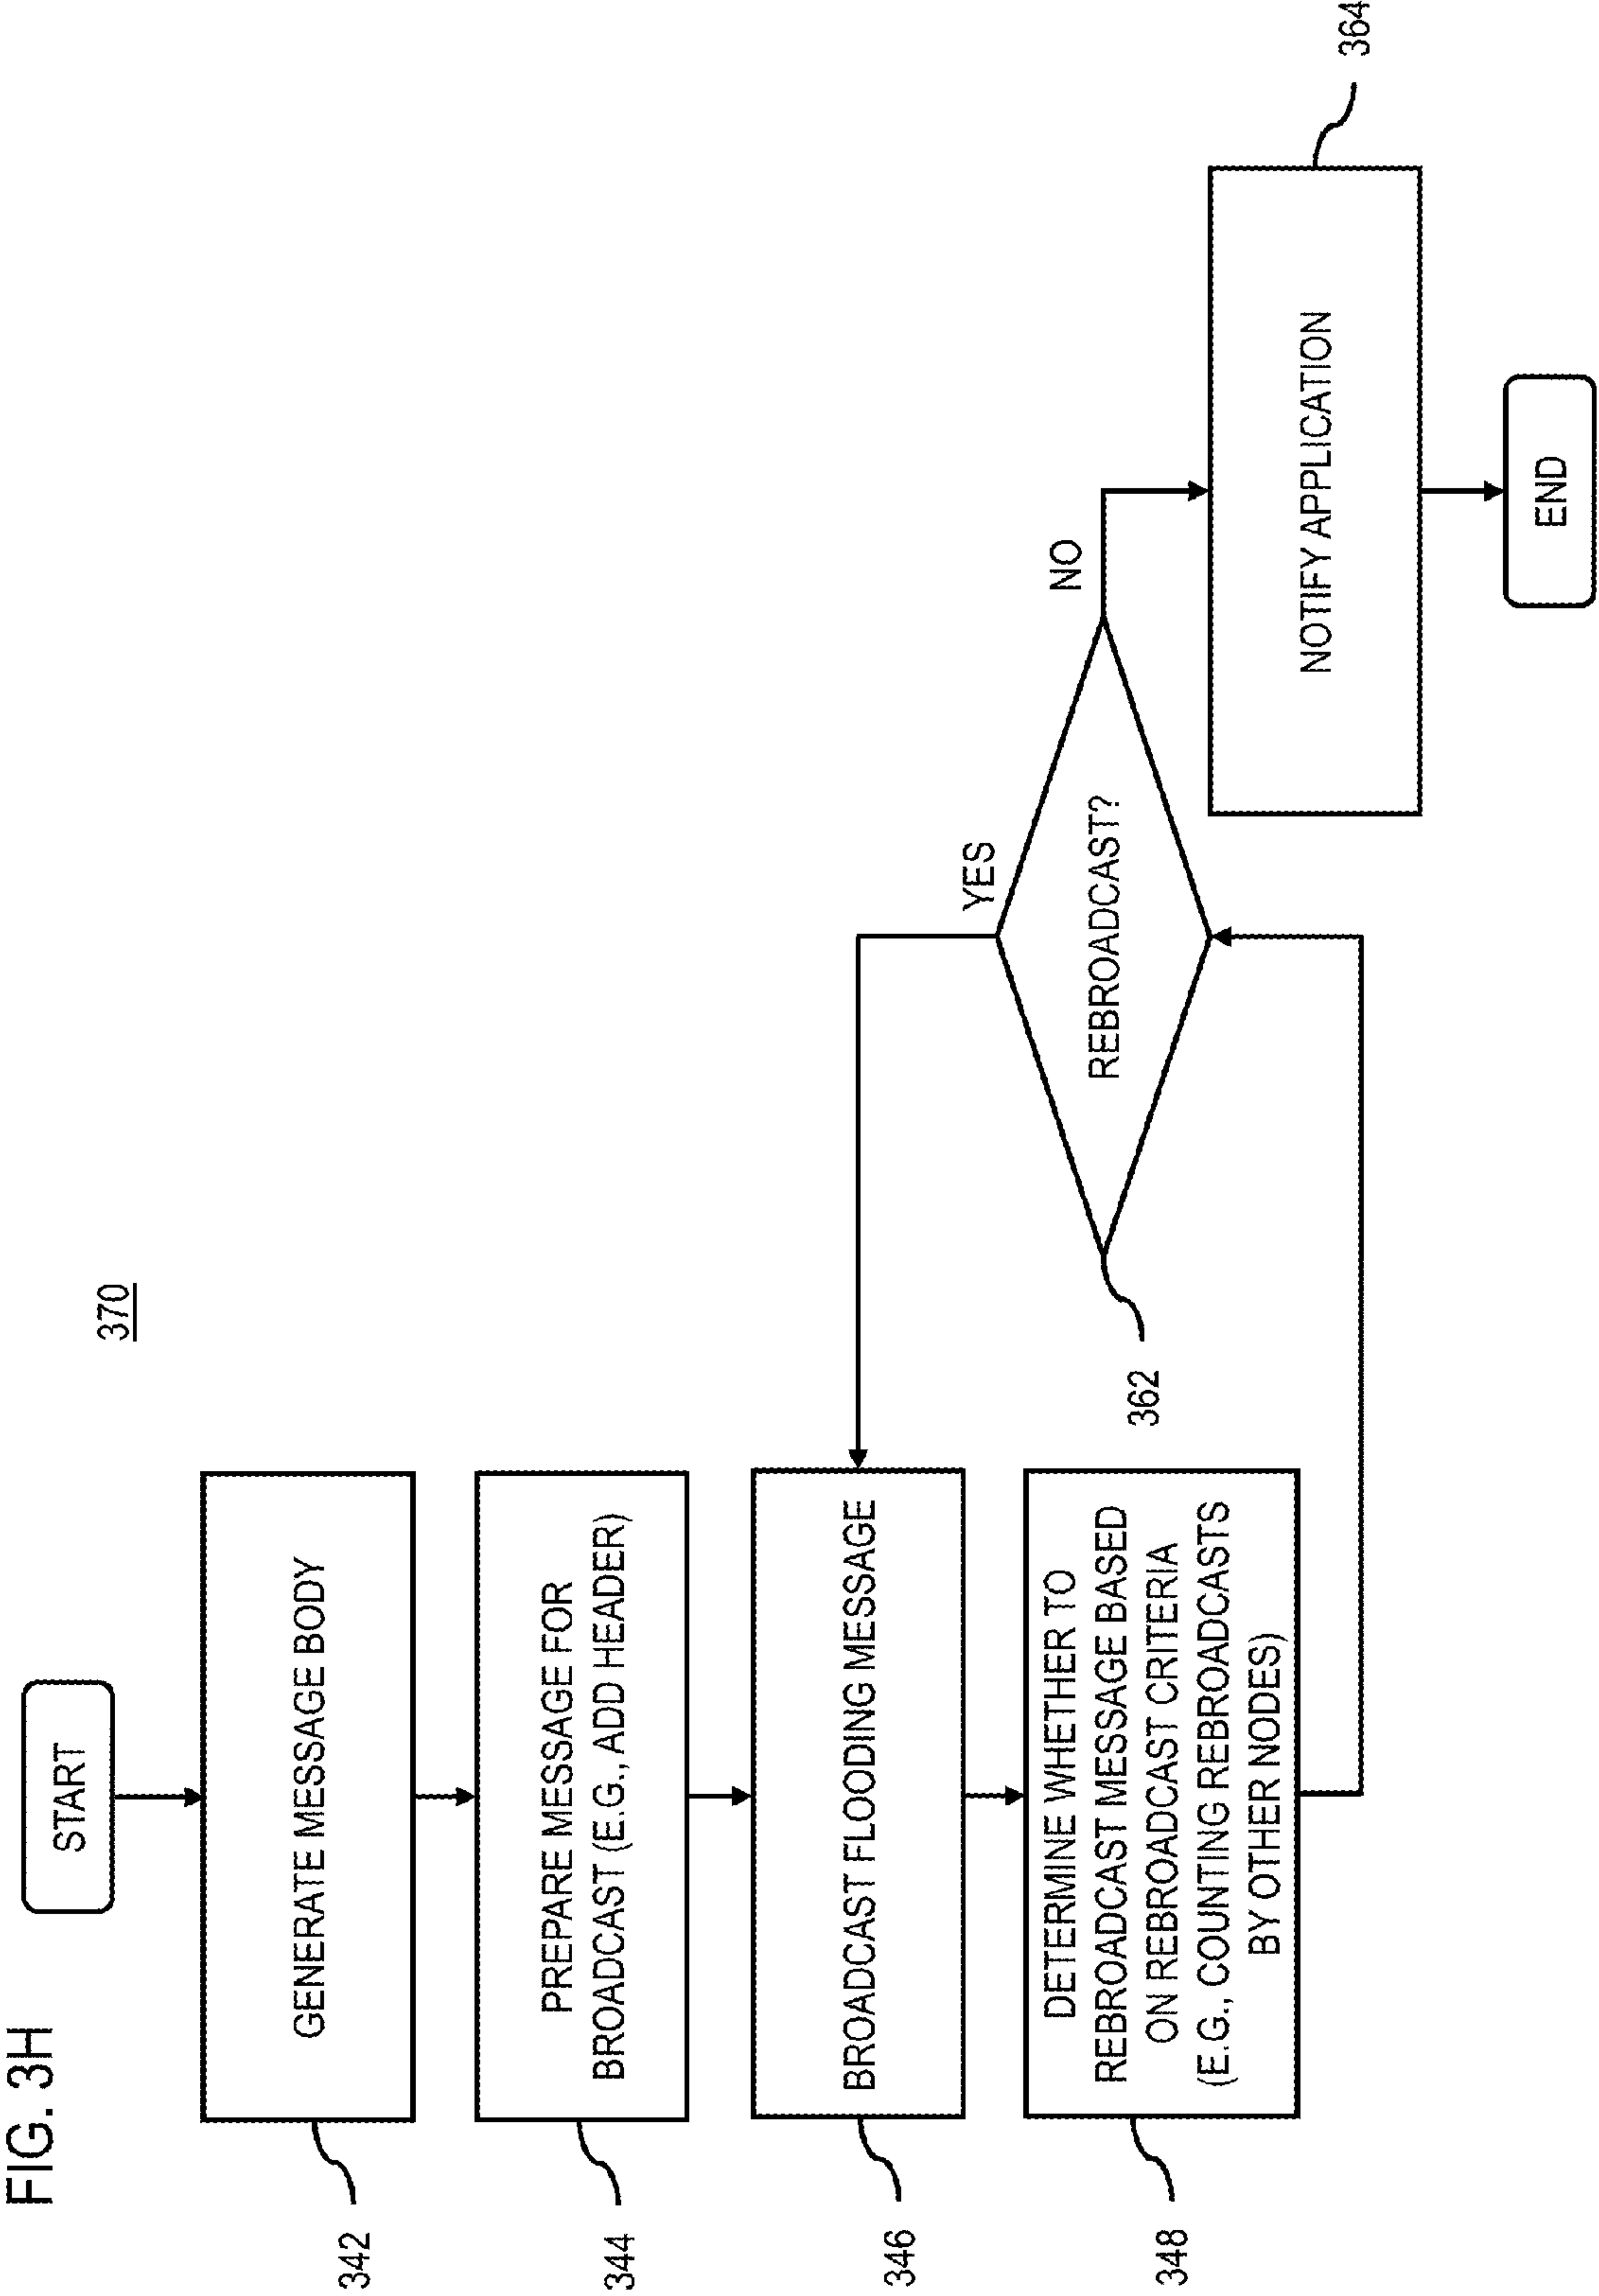 FIG. 3H
370
START
342
GENERATE MESSAGE BODY
344
PREPARE MESSAGE FOR
BROADCAST (E.G., ADD HEADER)
346
BROADCAST FLOODING MESSAGE
348
DETERMINE WHETHER TO
REBROADCAST MESSAGE BASED
ON REBROADCAST CRITERIA
(E.G., COUNTING REBROADCASTS
BY OTHER NODES)
YES
362
REBROADCAST?
NO
364
NOTIFY APPLICATION
END